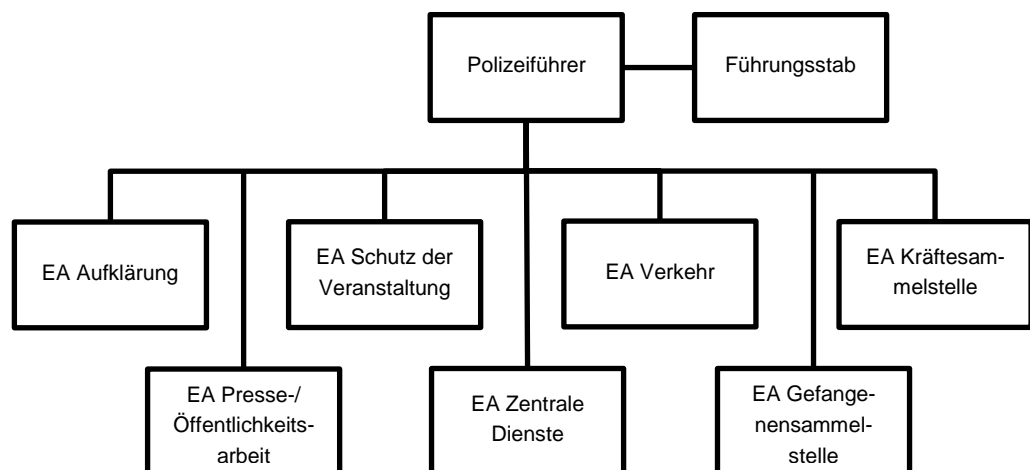 Polizeiführer
Führungsstab
EA Aufklärung
EA Schutz der
Veranstaltung
EA Verkehr
EA Kräftesam-
melstelle
EA Presse-/
Öffentlichkeits-
arbeit
EA Zentrale
Dienste
EA Gefange-
nensammel-
stelle